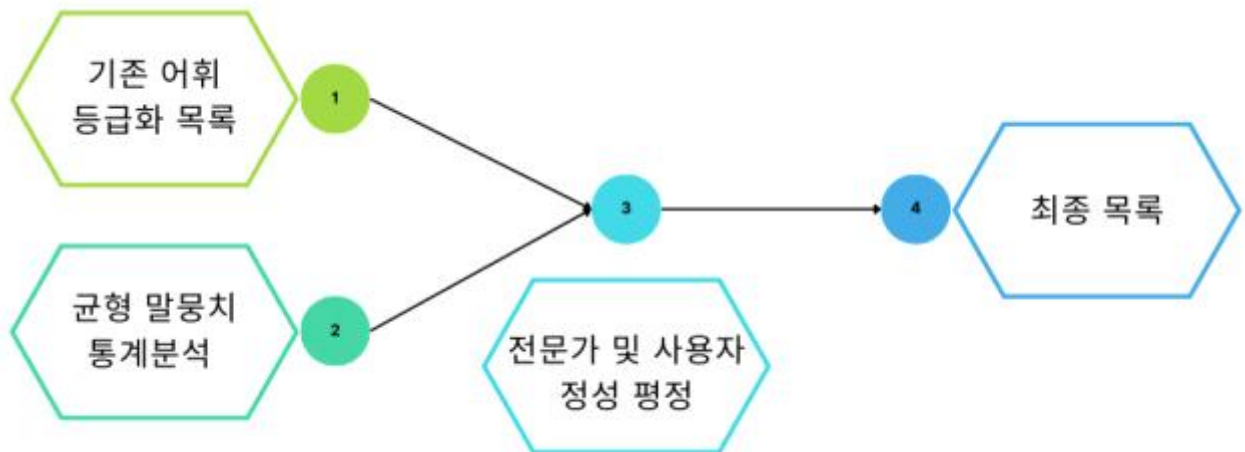 기존 어휘
등급화 목록
1
균형 말뭉치
통계분석
2
3
전문가 및 사용자
정성 평정
4
최종 목록